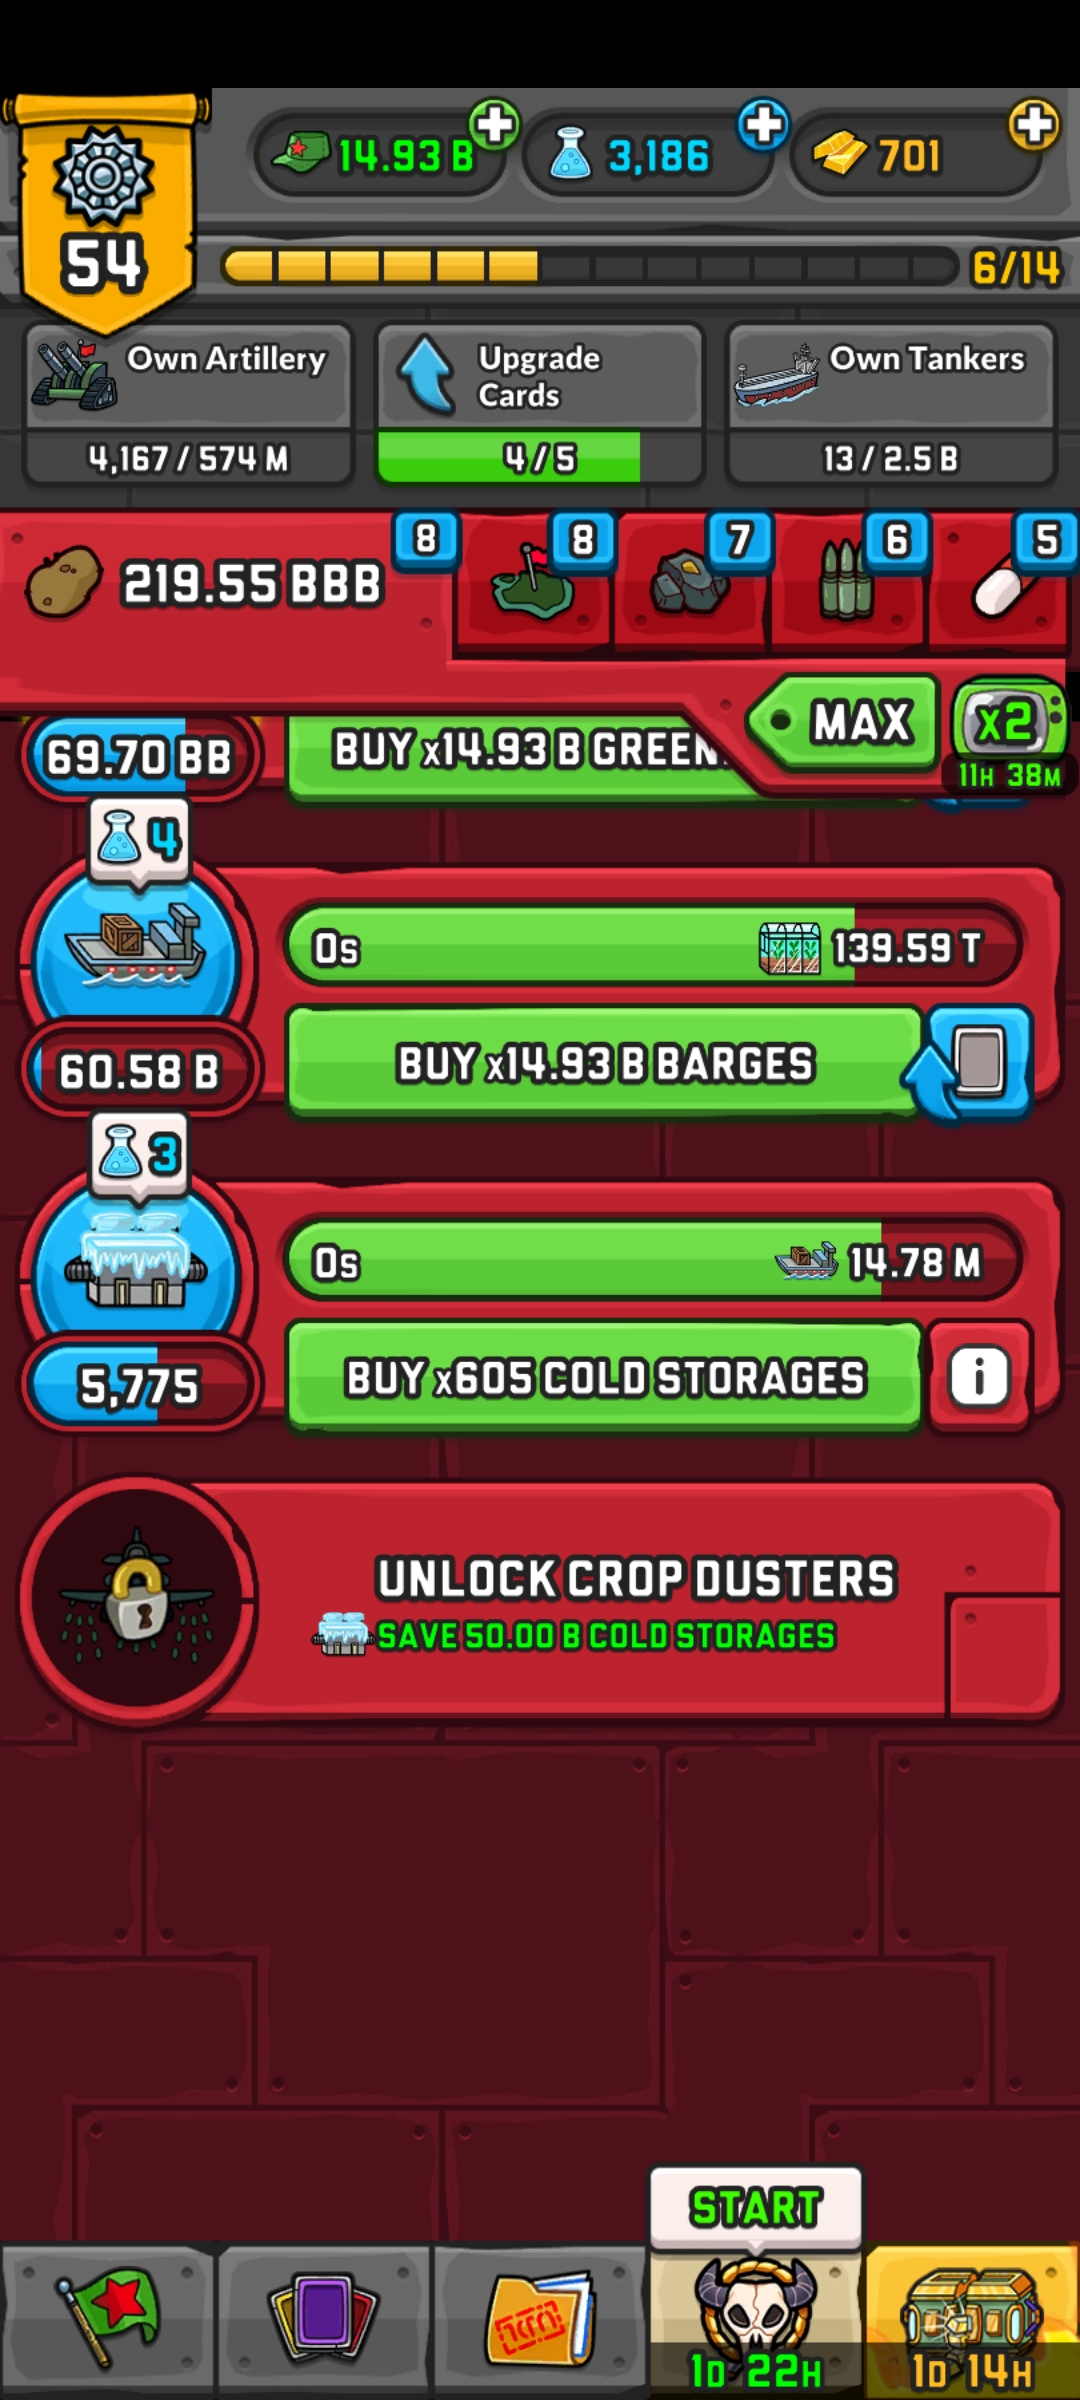 14.93 B
3,186
701
54
6/14
Own Artillery
Upgrade
Cards
Own Tankers
4,167 / 574 M
4 / 5
13 / 2.5 B
219.55 BBB
8
8
7
6
5
MAX
x2
11H 38M
69.70 BB
BUY x14.93 B GREEN
4
0s
139.59 T
60.58 B
BUY x14.93 B BARGES
3
0s
14.78 M
5,775
BUY x605 COLD STORAGES
i
UNLOCK CROP DUSTERS
SAVE 50.00 B COLD STORAGES
START
1D 22H
1D 14H